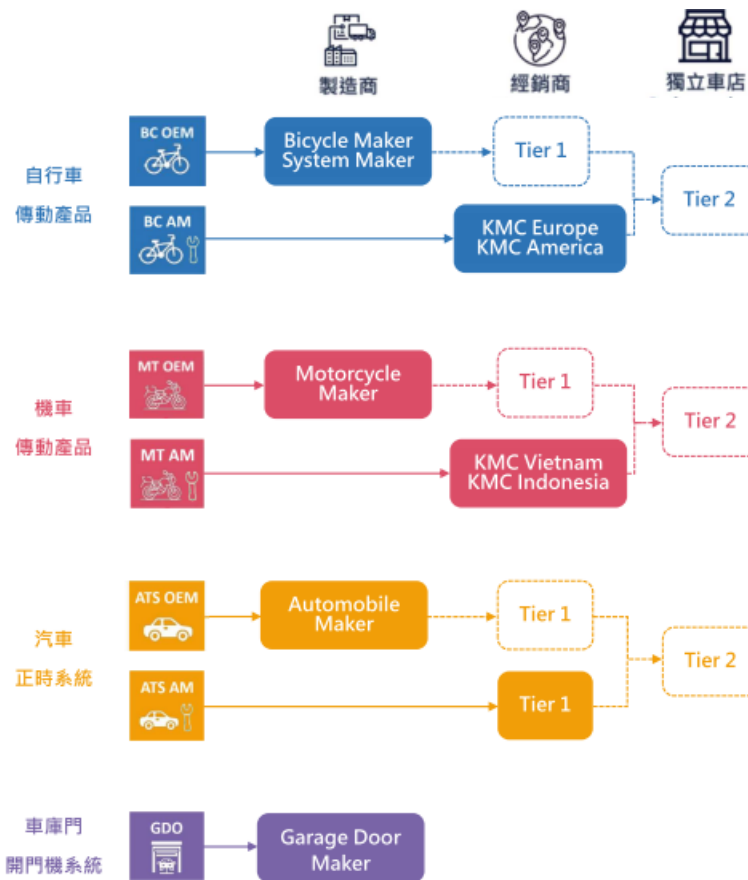 製造商
經銷商
獨立車店
BC OEM
Bicycle Maker
System Maker
Tier 1
自行車
傳動產品
Tier 2
BC AM
KMC Europe
KMC America
MT OEM
Motorcycle
Maker
Tier 1
機車
傳動產品
Tier 2
MT AM
KMC Vietnam
KMC Indonesia
ATS OEM
Automobile
Maker
Tier 1
汽車
正時系統
Tier 2
ATS AM
Tier 1
車庫門
開門機系統
GDO
Garage Door
Maker